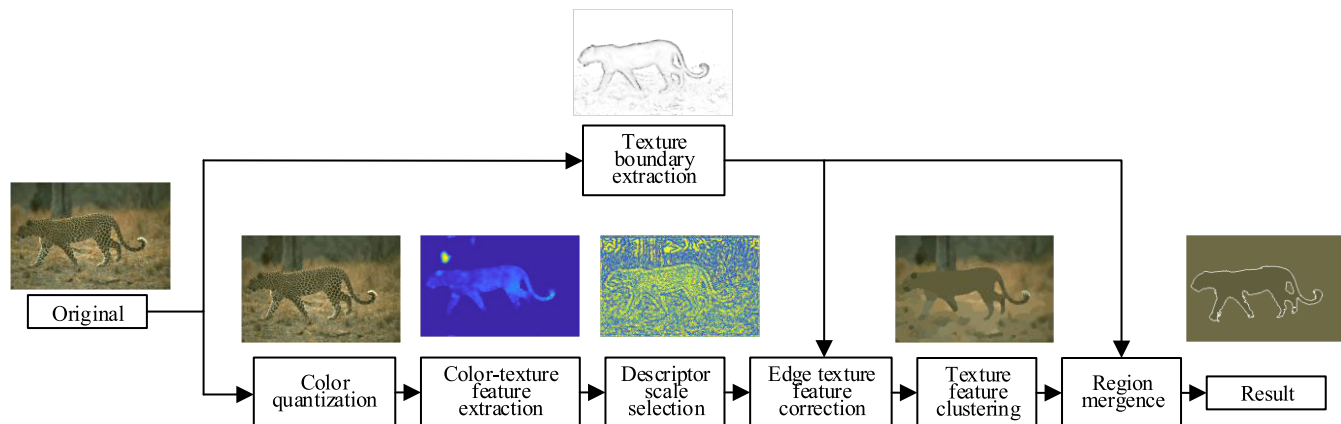 Texture
boundary
extraction
Original
Color
quantization
Color-texture
feature
extraction
Descriptor
scale
selection
Edge texture
feature
correction
Texture
feature
clustering
Region
mergence
Result